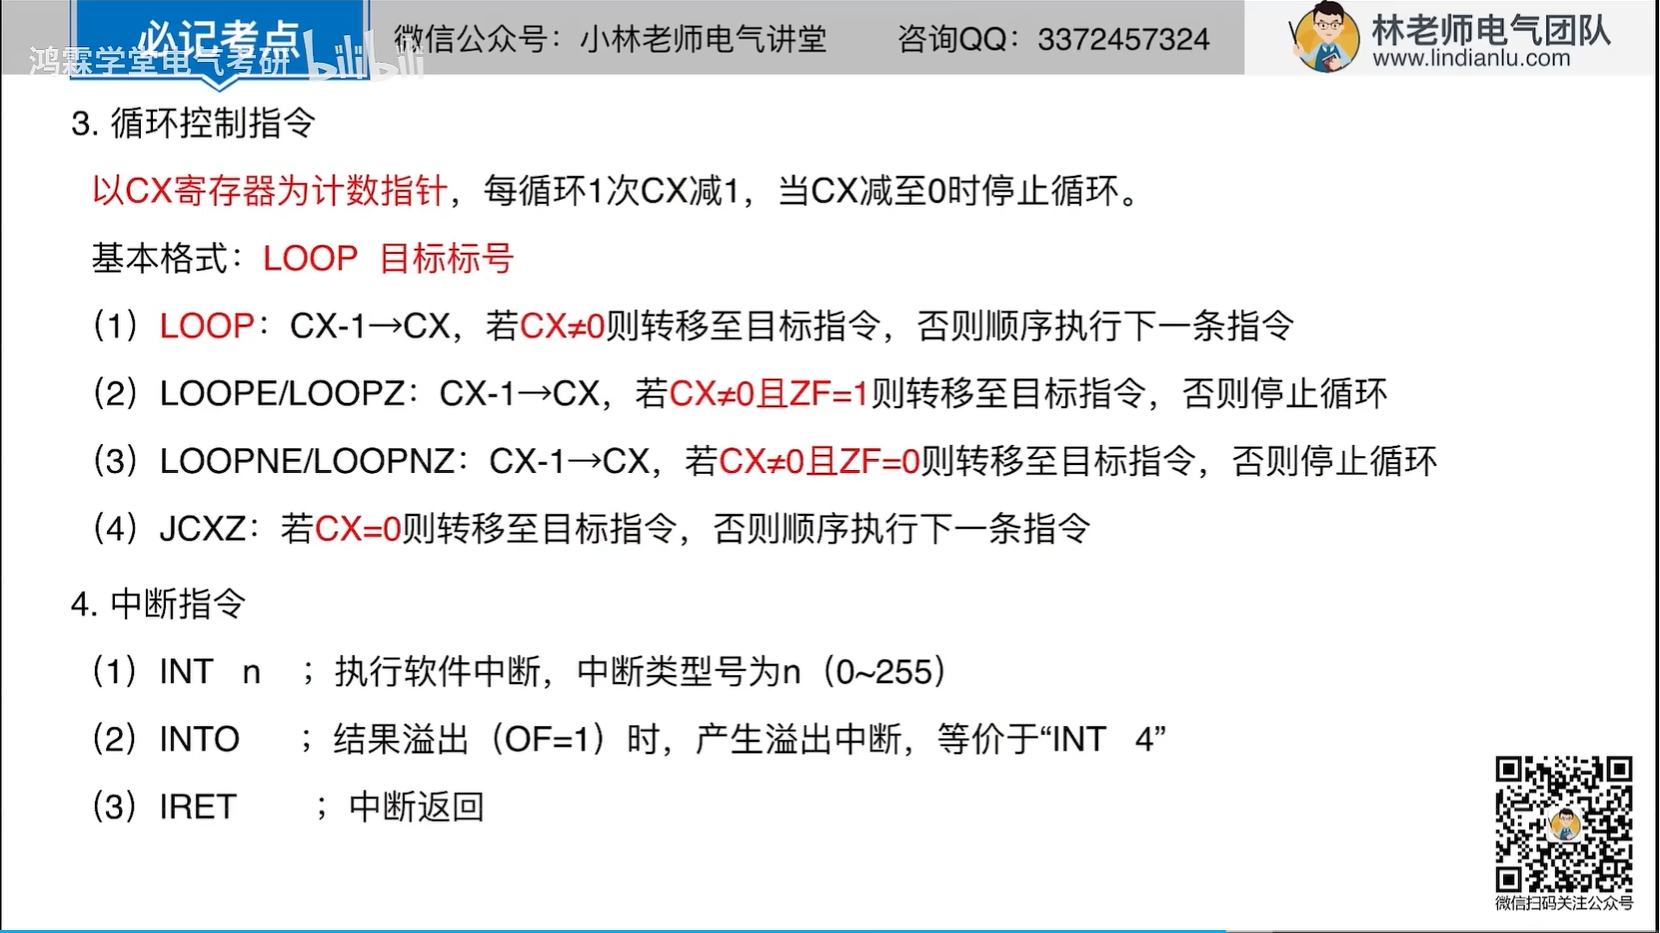 必记考点
鸿霖学堂电气考研 bilibili
微信公众号：小林老师电气讲堂 咨询QQ：3372457324
林老师电气团队
www.lindianlu.com
3. 循环控制指令
以CX寄存器为计数指针，每循环1次CX减1，当CX减至0时停止循环。
基本格式：LOOP 目标标号
（1）LOOP：CX-1→CX，若CX≠0则转移至目标指令，否则顺序执行下一条指令
（2）LOOPE/LOOPZ：CX-1→CX，若CX≠0且ZF=1则转移至目标指令，否则停止循环
（3）LOOPNE/LOOPNZ：CX-1→CX，若CX≠0且ZF=0则转移至目标指令，否则停止循环
（4）JCXZ：若CX=0则转移至目标指令，否则顺序执行下一条指令
4. 中断指令
（1）INT n ；执行软件中断，中断类型号为n（0~255）
（2）INTO ；结果溢出（OF=1）时，产生溢出中断，等价于“INT 4”
（3）IRET ；中断返回
微信扫码关注公众号